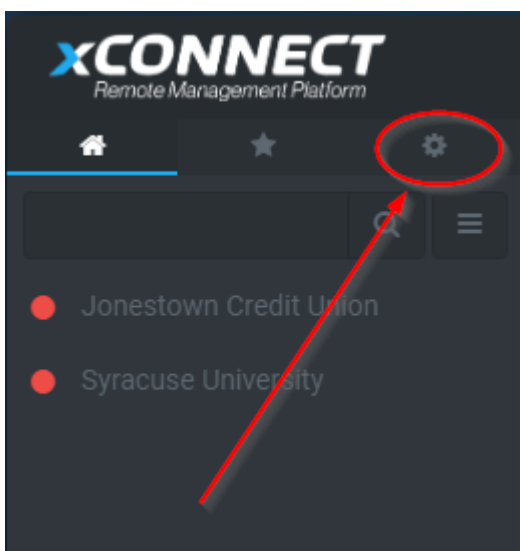 xCONNECT
Remote Management Platform
Jonestown Credit Union
Syracuse University